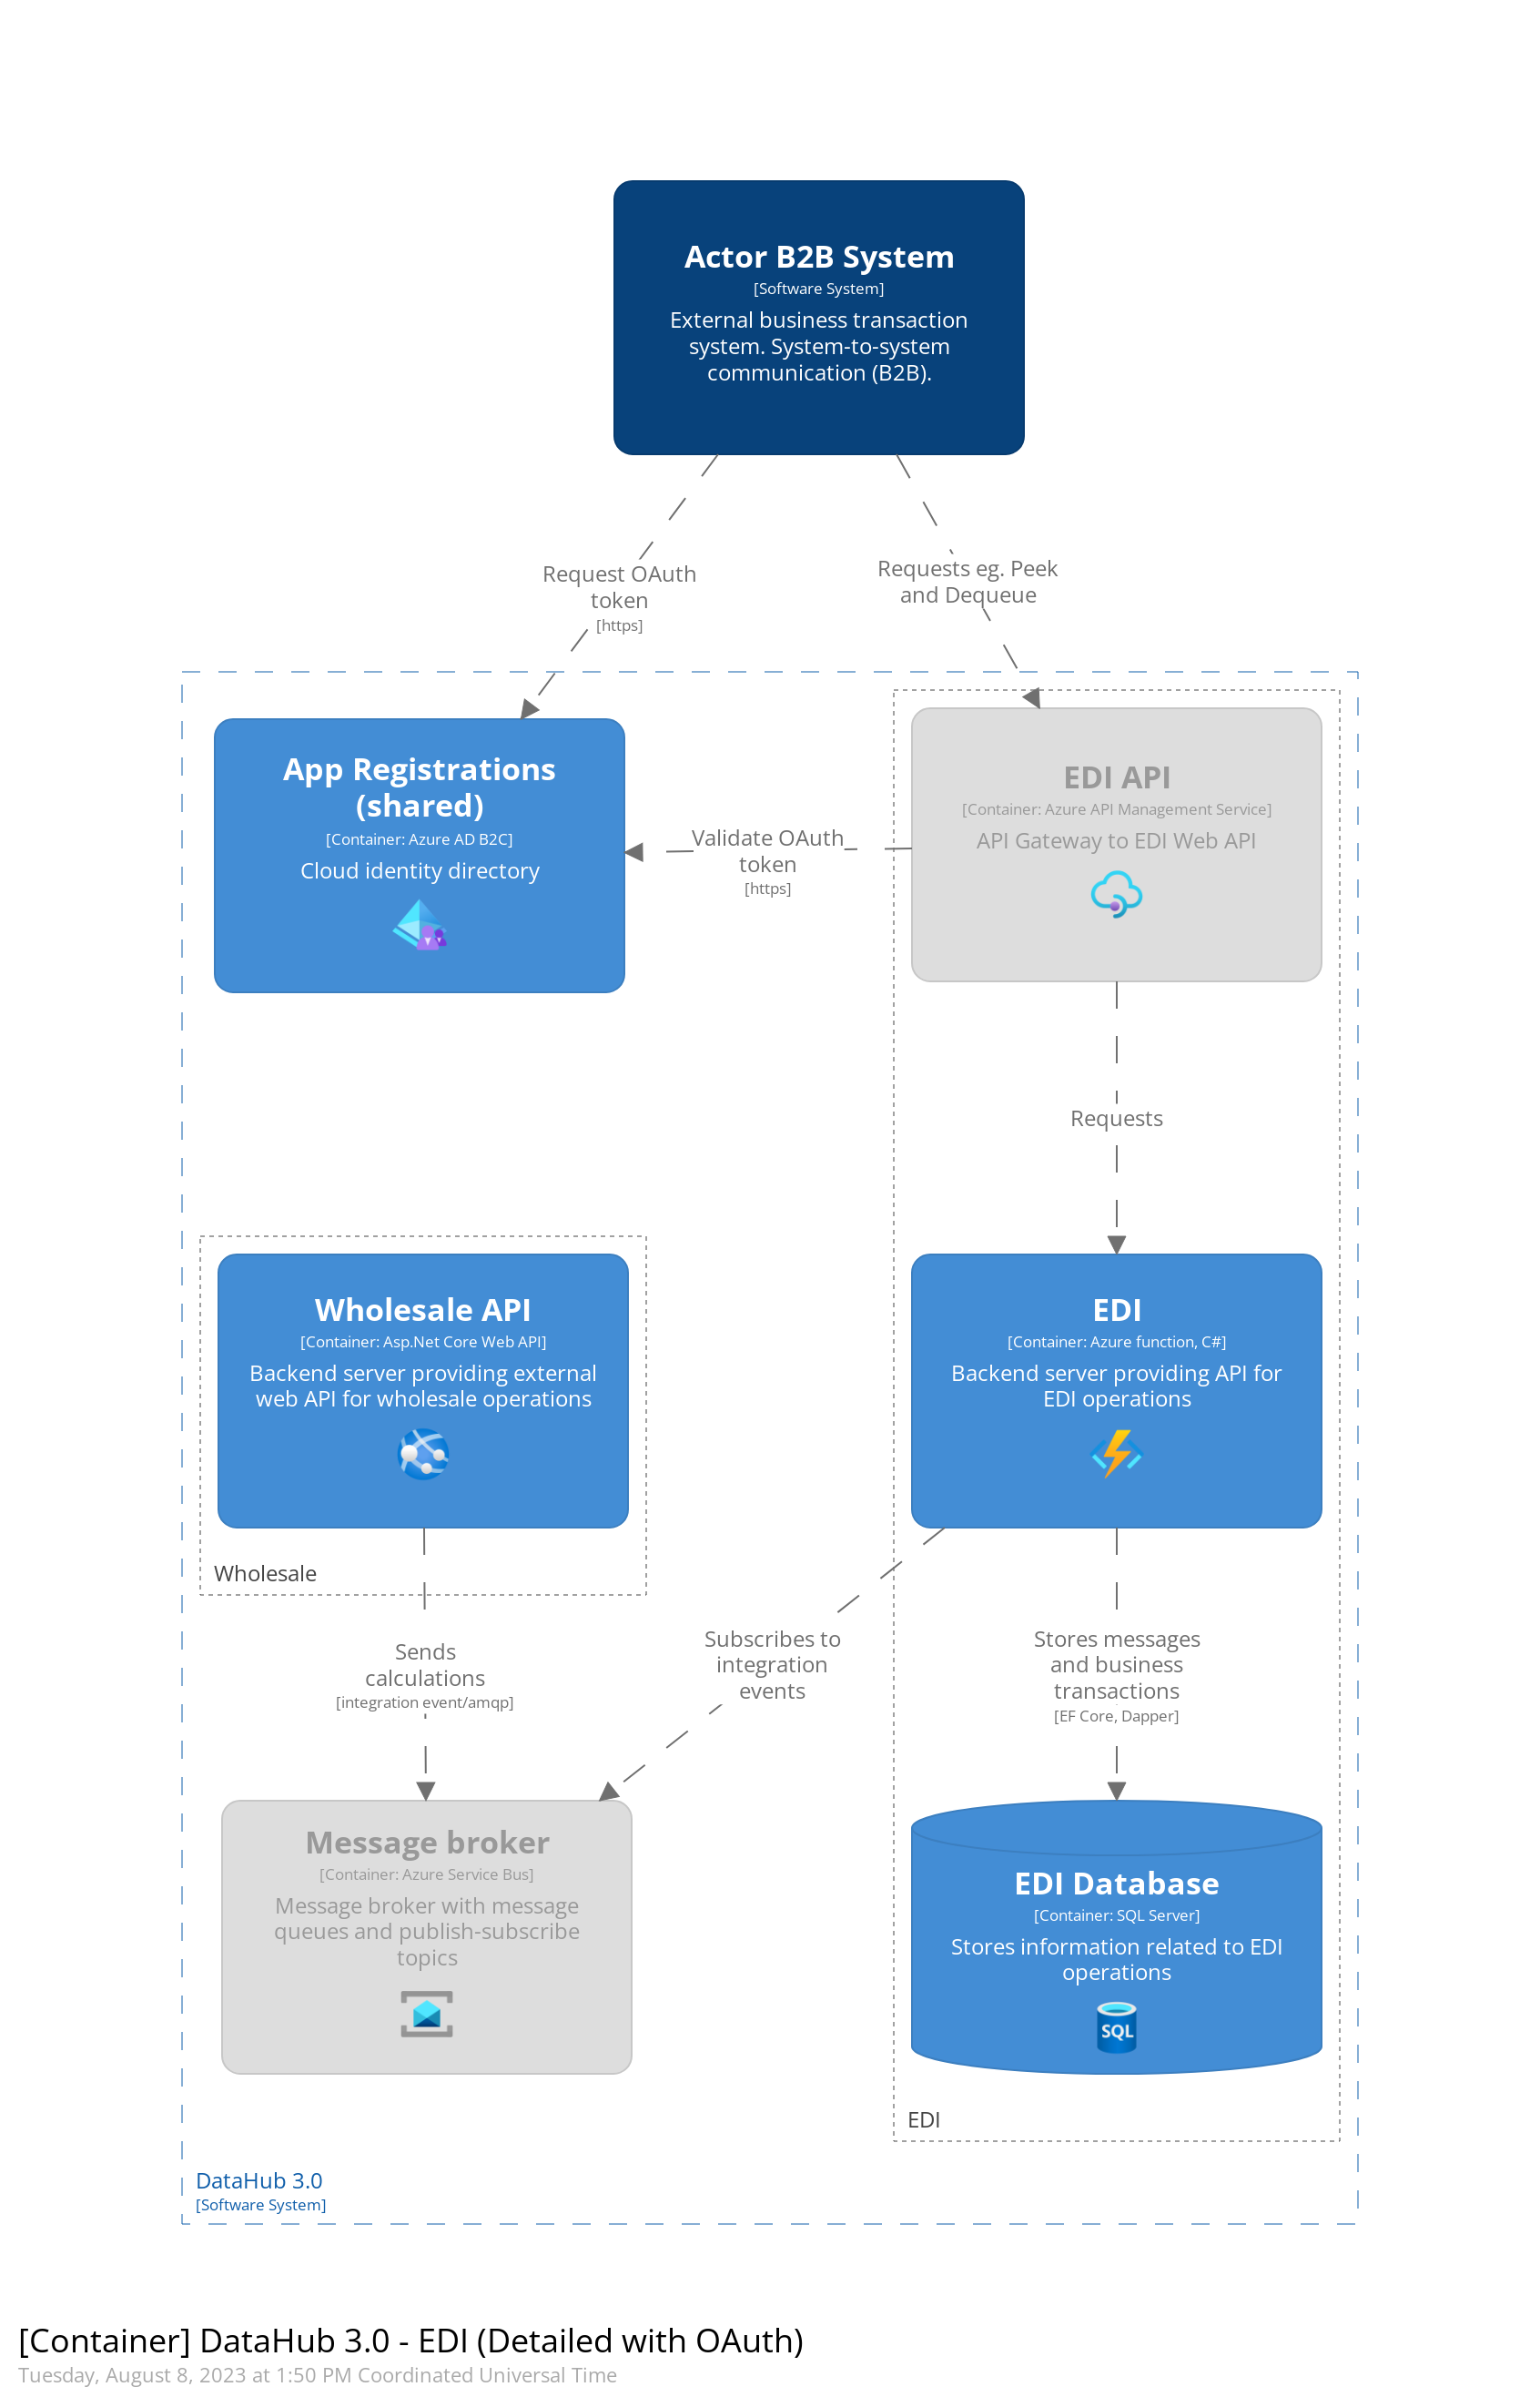 Actor B2B System
[Software System]
External business transaction
system. System-to-system
communication (B2B).
Request OAuth
token
[https]
Requests eg. Peek
and Dequeue
App Registrations
(shared)
[Container: Azure AD B2C]
Cloud identity directory
Validate OAuth
token
[https]
EDI API
[Container: Azure API Management Service]
API Gateway to EDI Web API
Requests
Wholesale API
[Container: Asp.Net Core Web API]
Backend server providing external
web API for wholesale operations
Wholesale
EDI
[Container: Azure function, C#]
Backend server providing API for
EDI operations
Sends
calculations
[integration event/amqp]
Subscribes to
integration
events
Stores messages
and business
transactions
[EF Core, Dapper]
Message broker
[Container: Azure Service Bus]
Message broker with message
queues and publish-subscribe
topics
EDI Database
[Container: SQL Server]
Stores information related to EDI
operations
SQL
EDI
DataHub 3.0
[Software System]
[Container] DataHub 3.0 - EDI (Detailed with OAuth)
Tuesday, August 8, 2023 at 1:50 PM Coordinated Universal Time